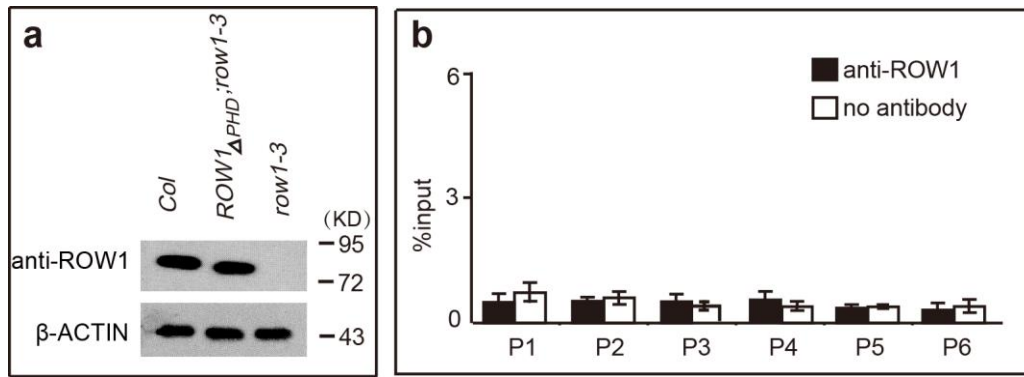 a
Col
ROW1ΔPHD;row1-3
row1-3
(KD)
anti-ROW1
95
72
β-ACTIN
43
b
anti-ROW1
no antibody
%input
6
3
0
P1 P2 P3 P4 P5 P6